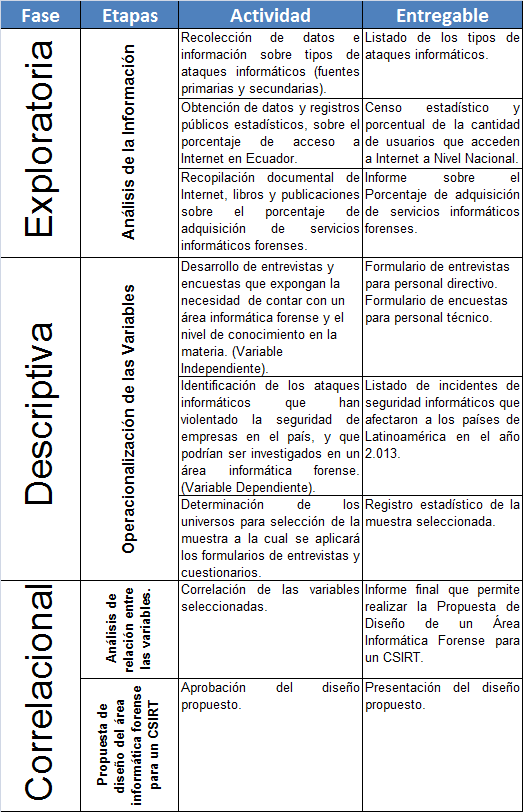 Fase Etapas Actividad Entregable
Exploratoria
Análisis de la Información
Recolección de datos e
información sobre tipos de
ataques informáticos (fuentes
primarias y secundarias).
Listado de los tipos de
ataques informáticos.
Obtención de datos y registros
públicos estadísticos, sobre el
porcentaje de acceso a
Internet en Ecuador.
Censo estadístico y
porcentual de la cantidad
de usuarios que acceden
a Internet a Nivel Nacional.
Recopilación documental de
Internet, libros y publicaciones
sobre el porcentaje de
adquisición de servicios
informáticos forenses.
Informe sobre el
Porcentaje de adquisición
de servicios informáticos
forenses.
Descriptiva
Operacionalización de las Variables
Desarrollo de entrevistas y
encuestas que expongan la
necesidad de contar con un
área informática forense y el
nivel de conocimiento en la
materia. (Variable
Independiente).
Formulario de entrevistas
para personal directivo.
Formulario de encuestas
para personal técnico.
Identificación de los ataques
informáticos que han
violentado la seguridad de
empresas en el país, y que
podrían ser investigados en un
área informática forense.
(Variable Dependiente).
Listado de incidentes de
seguridad informáticos que
afectaron a los países de
Latinoamérica en el año
2.013.
Determinación de los
universos para selección de la
muestra a la cual se aplicará
los formularios de entrevistas y
cuestionarios.
Registro estadístico de la
muestra seleccionada.
Correlacional
Análisis de
relación entre
las variables.
Correlación de las variables
seleccionadas.
Informe final que permite
realizar la Propuesta de
Diseño de un Área
Informática Forense para
un CSIRT.
Propuesta de
diseño del área
informática forense
para un CSIRT
Aprobación del diseño
propuesto.
Presentación del diseño
propuesto.